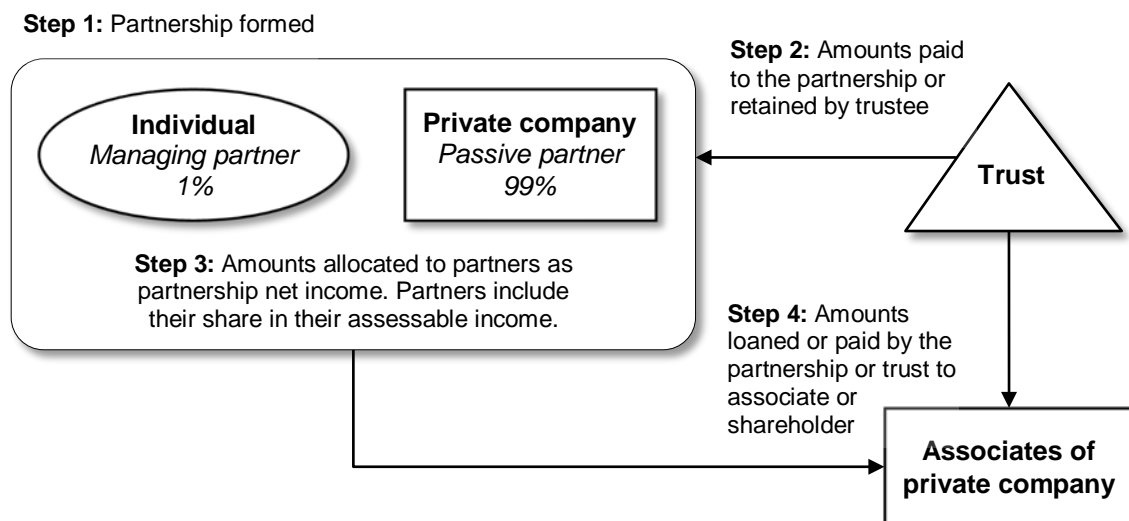 Step 1: Partnership formed
Step 2: Amounts paid
to the partnership or
retained by trustee
Individual
Managing partner
1%
Private company
Passive partner
99%
Trust
Step 3: Amounts allocated to partners as
partnership net income. Partners include
their share in their assessable income.
Step 4: Amounts
loaned or paid by the
partnership or trust to
associate or
shareholder
Associates of
private company